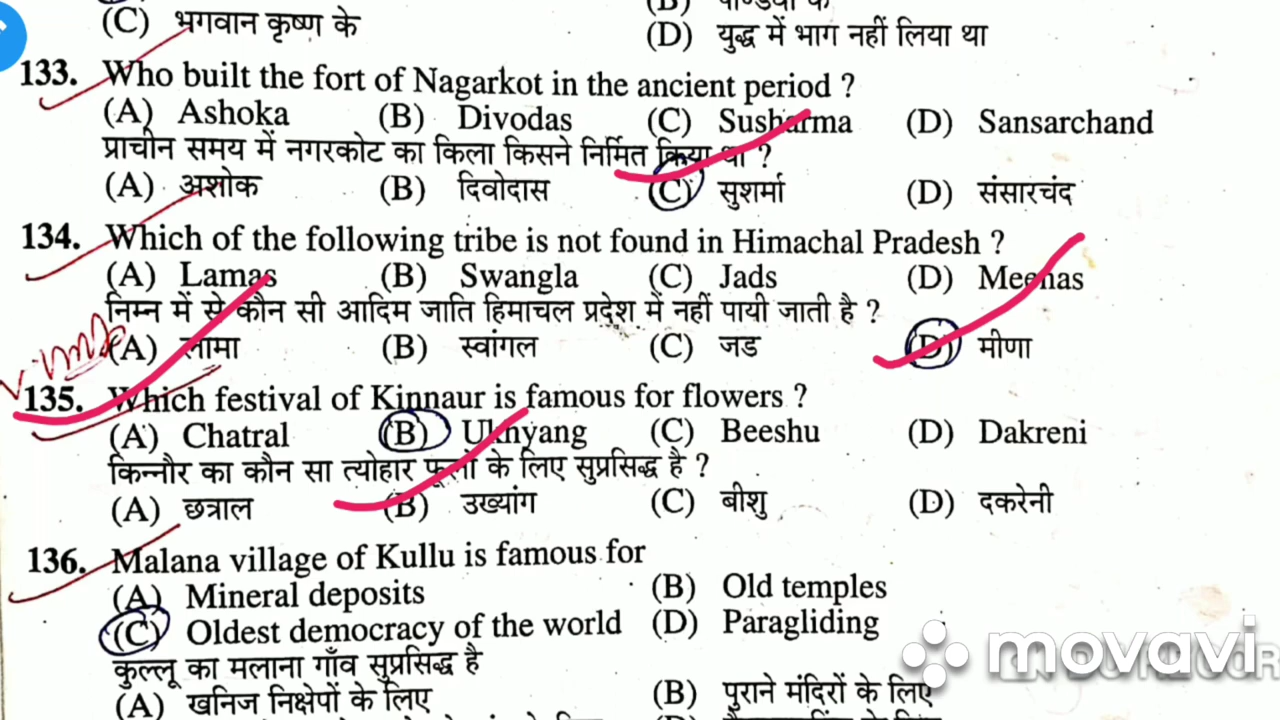 (C) भगवान कृष्ण के
(D) युद्ध में भाग नहीं लिया था
133. Who built the fort of Nagarkot in the ancient period ?
(A) Ashoka (B) Divodas (C) Susharma (D) Sansarchand
प्राचीन समय में नगरकोट का किला किसने निर्मित किया था ?
(A) अशोक (B) दिवोदास (C) सुशर्मा (D) संसारचंद
134. Which of the following tribe is not found in Himachal Pradesh ?
(A) Lamas (B) Swangla (C) Jads (D) Meenas
निम्न में से कौन सी आदिम जाति हिमाचल प्रदेश में नहीं पायी जाती है ?
(A) लामा (B) स्वांगल (C) जड (D) मीणा
135. Which festival of Kinnaur is famous for flowers ?
(A) Chatral (B) Ukhyang (C) Beeshu (D) Dakreni
किन्नौर का कौन सा त्योहार फूलों के लिए सुप्रसिद्ध है ?
(A) छत्राल (B) उख्यांग (C) बीशु (D) दकरेनी
136. Malana village of Kullu is famous for
(A) Mineral deposits (B) Old temples
(C) Oldest democracy of the world (D) Paragliding
movavi
कुल्लू का मलाना गाँव सुप्रसिद्ध है
(A) खनिज निक्षेपों के लिए (B) पुराने मंदिरों के लिए